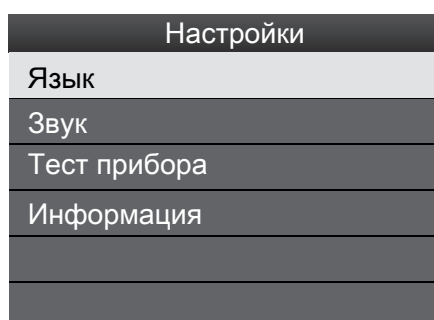 Настройки
Язык
Звук
Тест прибора
Информация